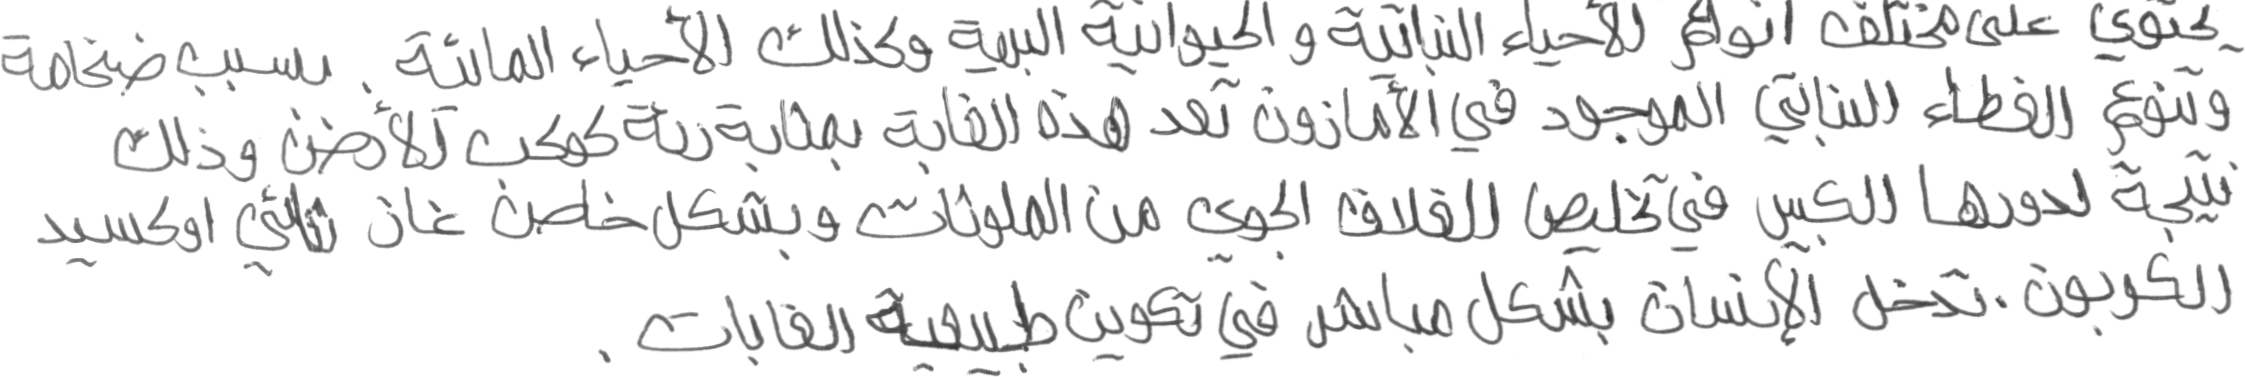 يحتوي على مختلف انواع الأحياء النباتية و الحيوانية البرية وكذلك الأحياء المائية. بسبب ضخامة
وتنوع الغطاء النباتي الموجود في الأمازون تعد هذه الغابة بمثابة رئة كوكب الأرض وذلك
نتيجة لدورها الكبير في تخليص الغلاف الجوي من الملوثات وبشكل خاص غاز ثنائي اوكسيد
الكربون. تدخل الإنسان بشكل مباشر في تكوين طبيعية الغابات.